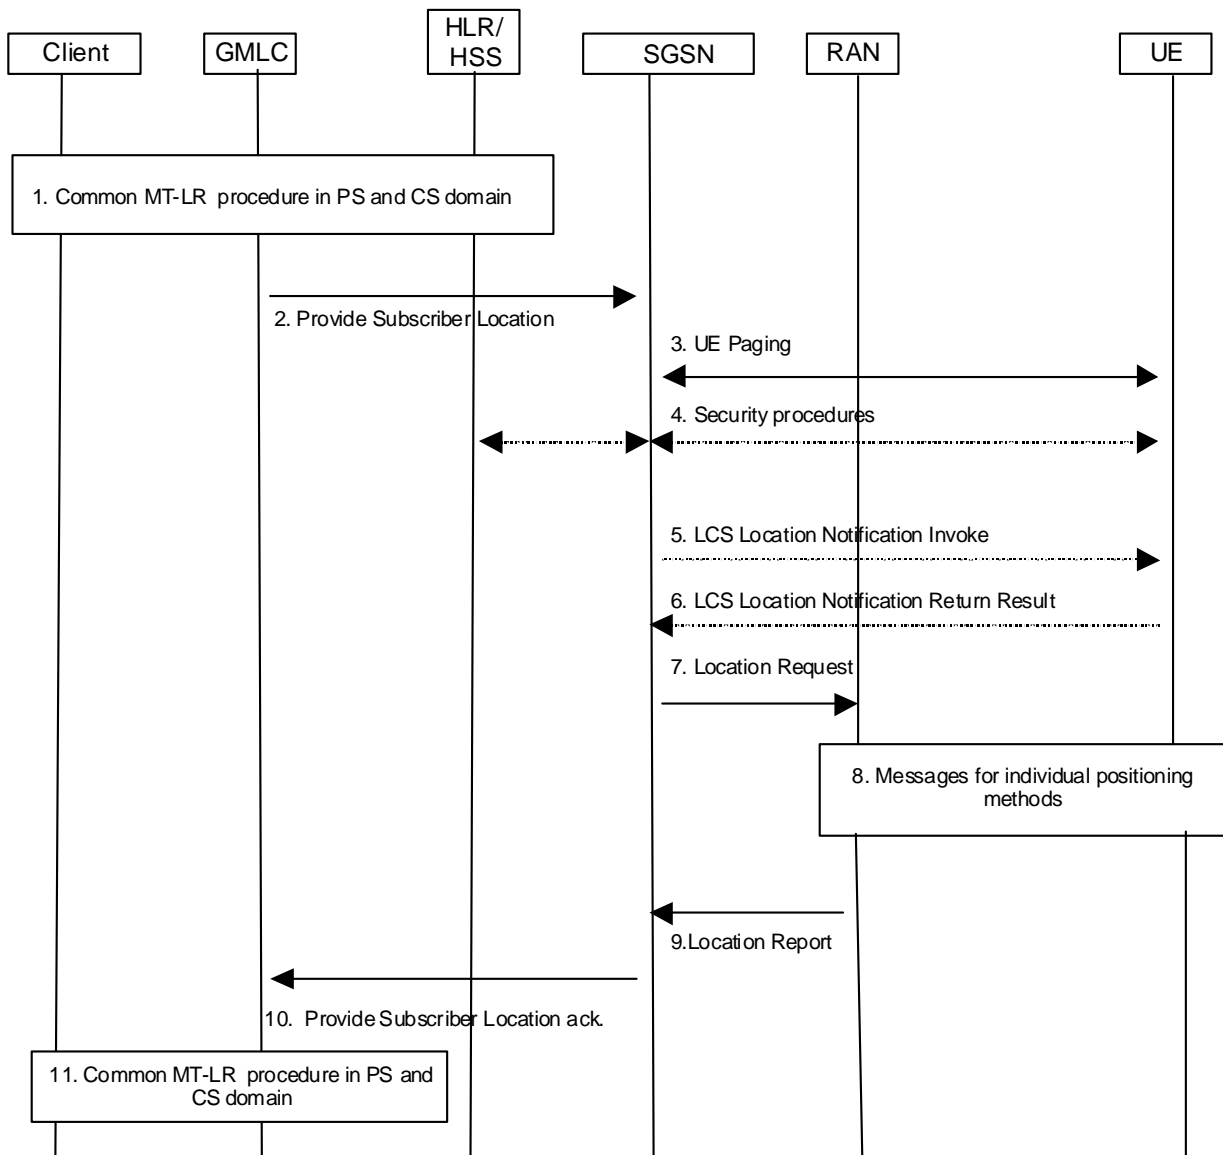 Client
GMLC
HLR/
HSS
SGSN
RAN
UE
1. Common MT-LR procedure in PS and CS domain
2. Provide Subscriber Location
3. UE Paging
4. Security procedures
5. LCS Location Notification Invoke
6. LCS Location Notification Return Result
7. Location Request
8. Messages for individual positioning
methods
9.Location Report
10. Provide Subscriber Location ack.
11. Common MT-LR procedure in PS and
CS domain